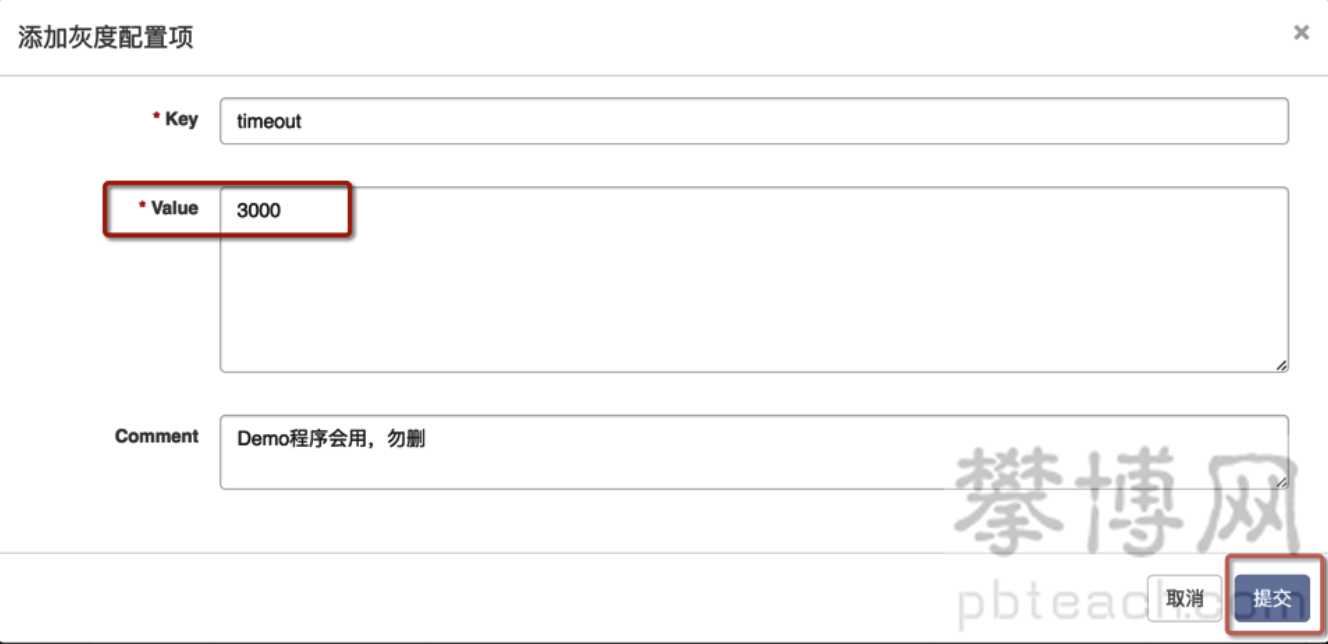 添加灰度配置项
×
* Key
timeout
* Value
3000
Comment
Demo程序会用，勿删
攀博网
pbteach.com
取消
提交